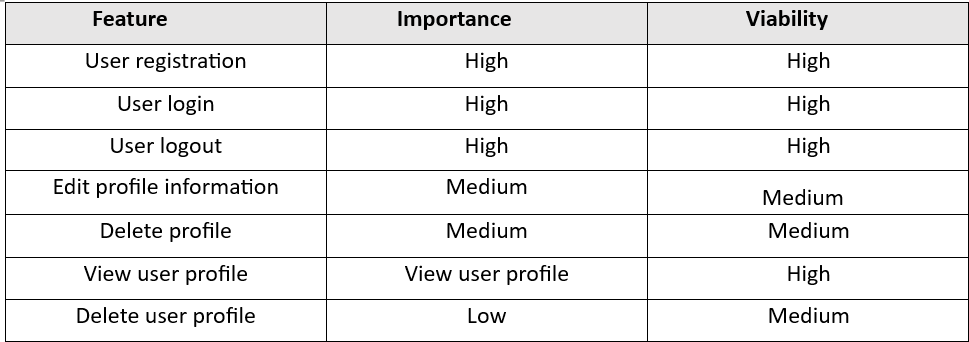 Feature Importance Viability
User registration High High
User login High High
User logout High High
Edit profile information Medium Medium
Delete profile Medium Medium
View user profile View user profile High
Delete user profile Low Medium